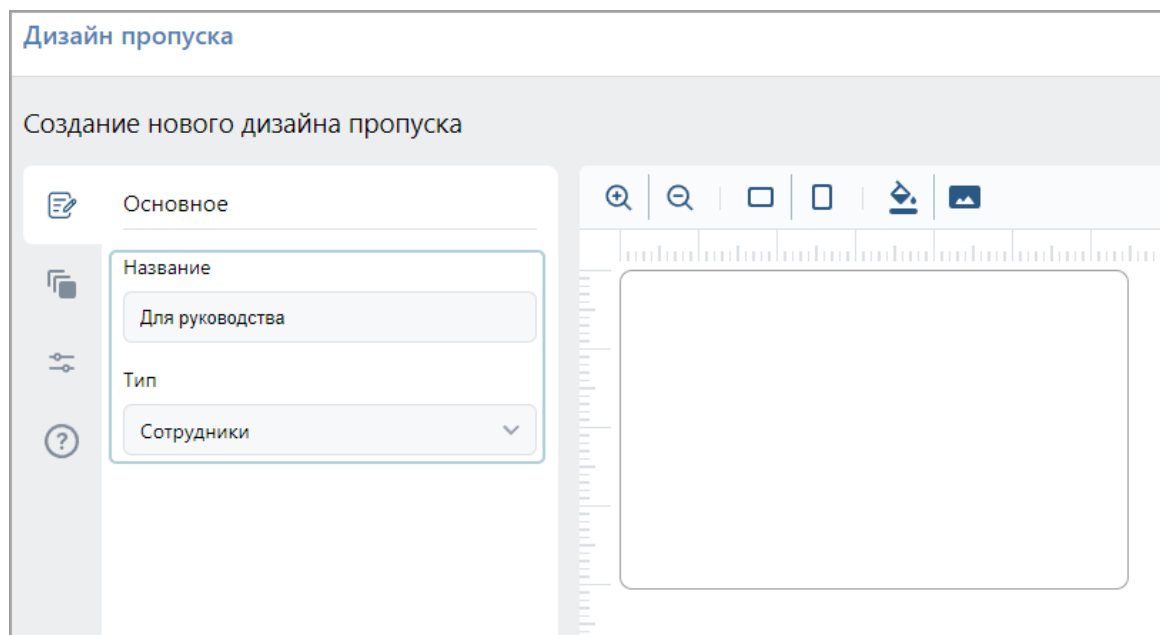 Дизайн пропуска
Создание нового дизайна пропуска
Основное
Название
Для руководства
Тип
Сотрудники
?